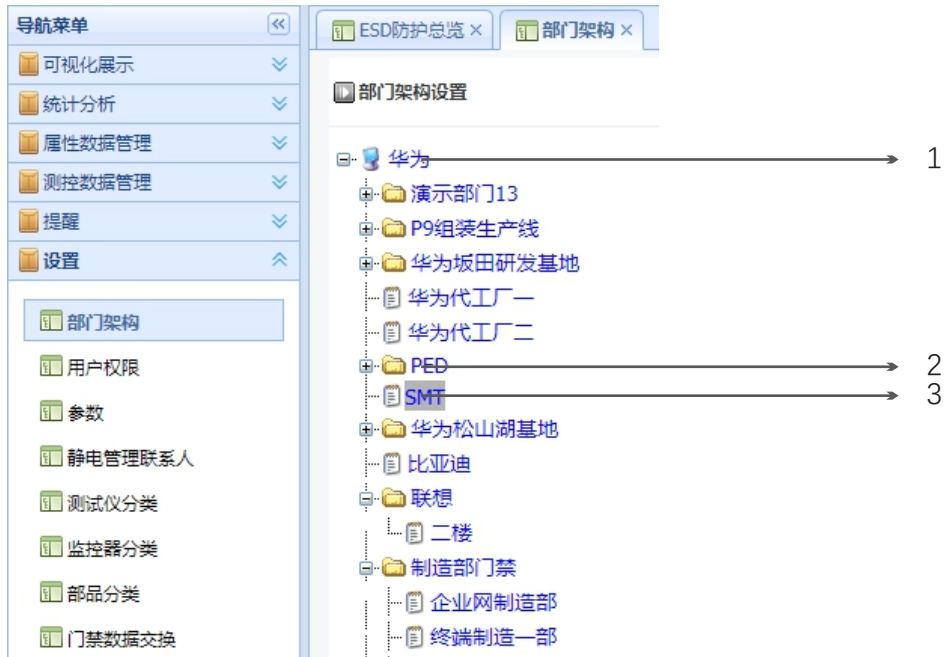 导航菜单
可视化展示
统计分析
属性数据管理
测控数据管理
提醒
设置
部门架构
用户权限
参数
静电管理联系人
测试仪分类
监控器分类
部品分类
门禁数据交换
ESD防护总览 部门架构
部门架构设置
华为 1
演示部门13
P9组装生产线
华为坂田研发基地
华为代工厂一
华为代工厂二
PED 2
SMT 3
华为松山湖基地
比亚迪
联想
二楼
制造部门禁
企业网制造部
终端制造一部